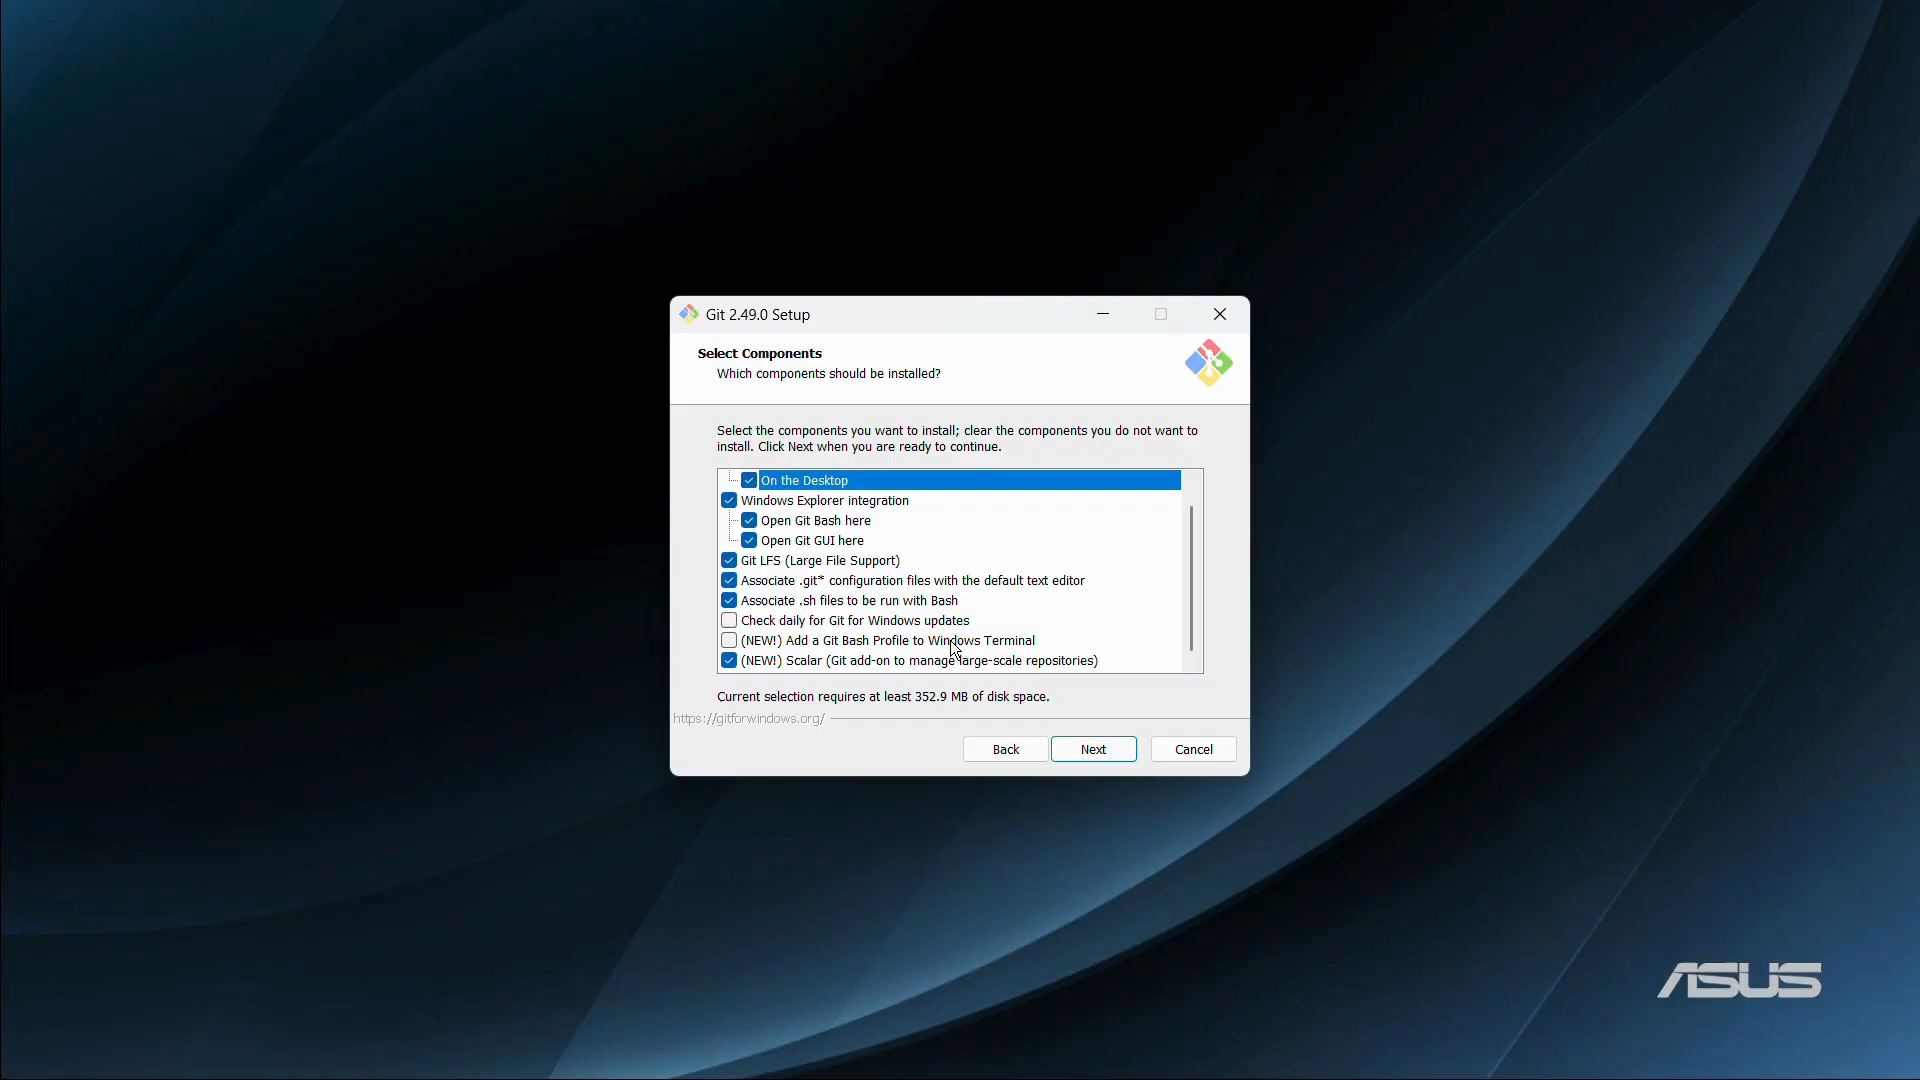 Git 2.49.0 Setup
Select Components
Which components should be installed?
Select the components you want to install; clear the components you do not want to
install. Click Next when you are ready to continue.
On the Desktop
Windows Explorer integration
Open Git Bash here
Open Git GUI here
Git LFS (Large File Support)
Associate .git* configuration files with the default text editor
Associate .sh files to be run with Bash
Check daily for Git for Windows updates
(NEW!) Add a Git Bash Profile to Windows Terminal
(NEW!) Scalar (Git add-on to manage large-scale repositories)
Current selection requires at least 352.9 MB of disk space.
https://gitforwindows.org/
Back
Next
Cancel
ASUS